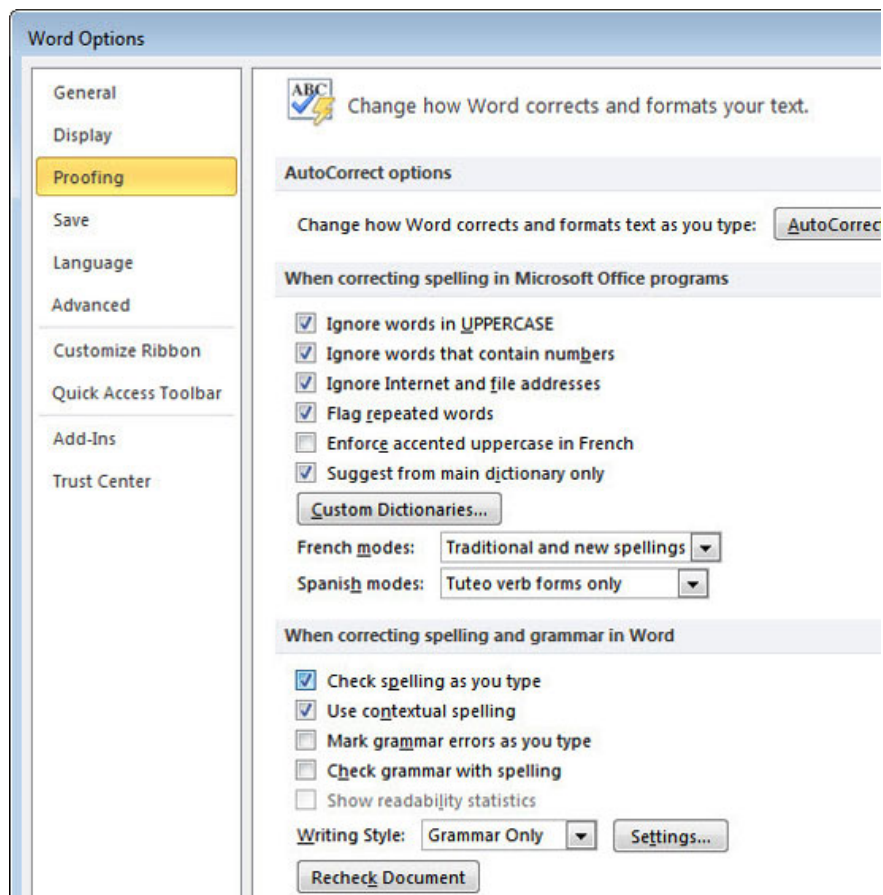 Word Options
General
Display
Proofing
Save
Language
Advanced
Customize Ribbon
Quick Access Toolbar
Add-Ins
Trust Center
ABC
Change how Word corrects and formats your text.
AutoCorrect options
Change how Word corrects and formats text as you type: AutoCorrect
When correcting spelling in Microsoft Office programs
Ignore words in UPPERCASE
Ignore words that contain numbers
Ignore Internet and file addresses
Flag repeated words
Enforce accented uppercase in French
Suggest from main dictionary only
Custom Dictionaries...
French modes: Traditional and new spellings
Spanish modes: Tuteo verb forms only
When correcting spelling and grammar in Word
Check spelling as you type
Use contextual spelling
Mark grammar errors as you type
Check grammar with spelling
Show readability statistics
Writing Style: Grammar Only Settings...
Recheck Document